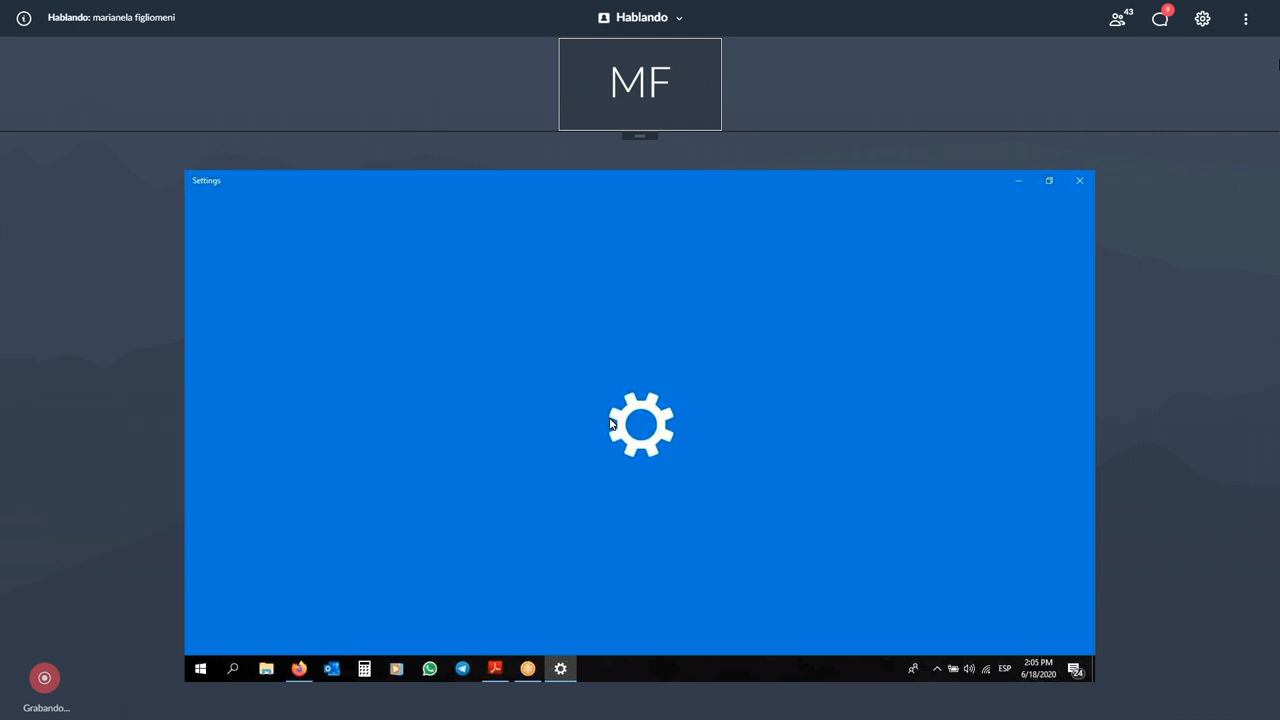 Hablando: marianela figliomeni
Hablando
43
9
MF
Settings
ESP
2:05 PM
6/18/2020
24
Grabando...